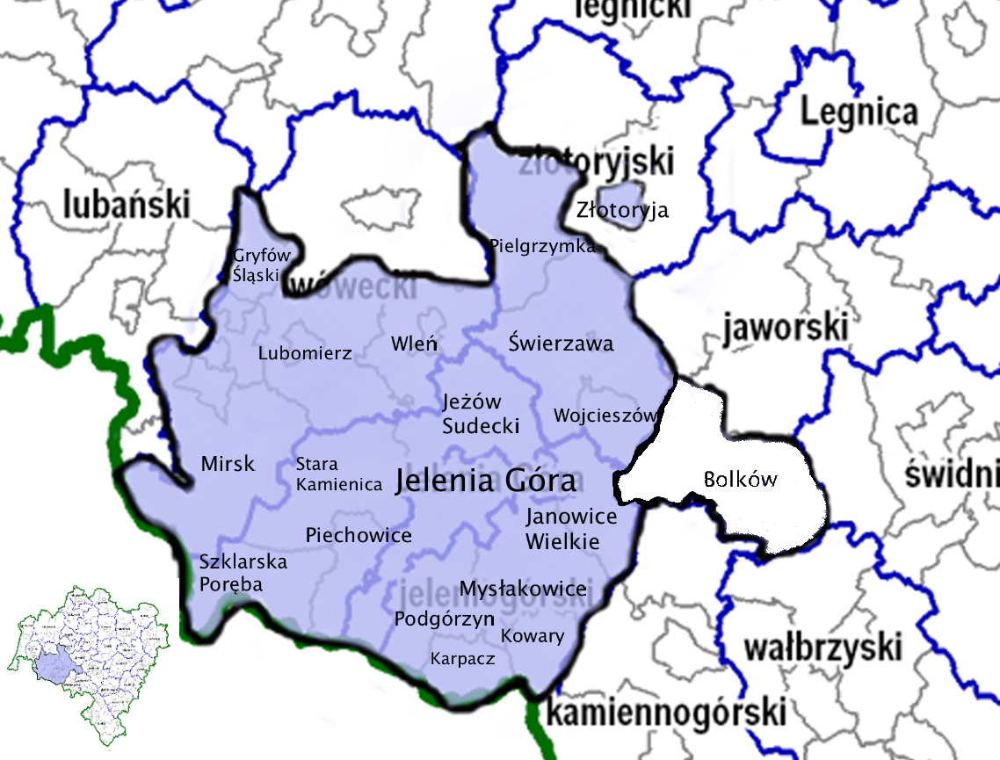 legnicki
Legnica
złotoryjski
lubański
Złotoryja
Pielgrzymka
Gryfów
Śląski
wówecki
jaworski
Lubomierz
Wleń
Świerzawa
Jeżów
Sudecki
Wojcieszów
Mirsk
Stara
Kamienica
Jelenia Góra
Bolków
świdni
Janowice
Wielkie
Piechowice
Szklarska
Poręba
Mysłakowice
jeleniogórski
Podgórzyn
Kowary
Karpacz
wałbrzyski
kamiennogórski